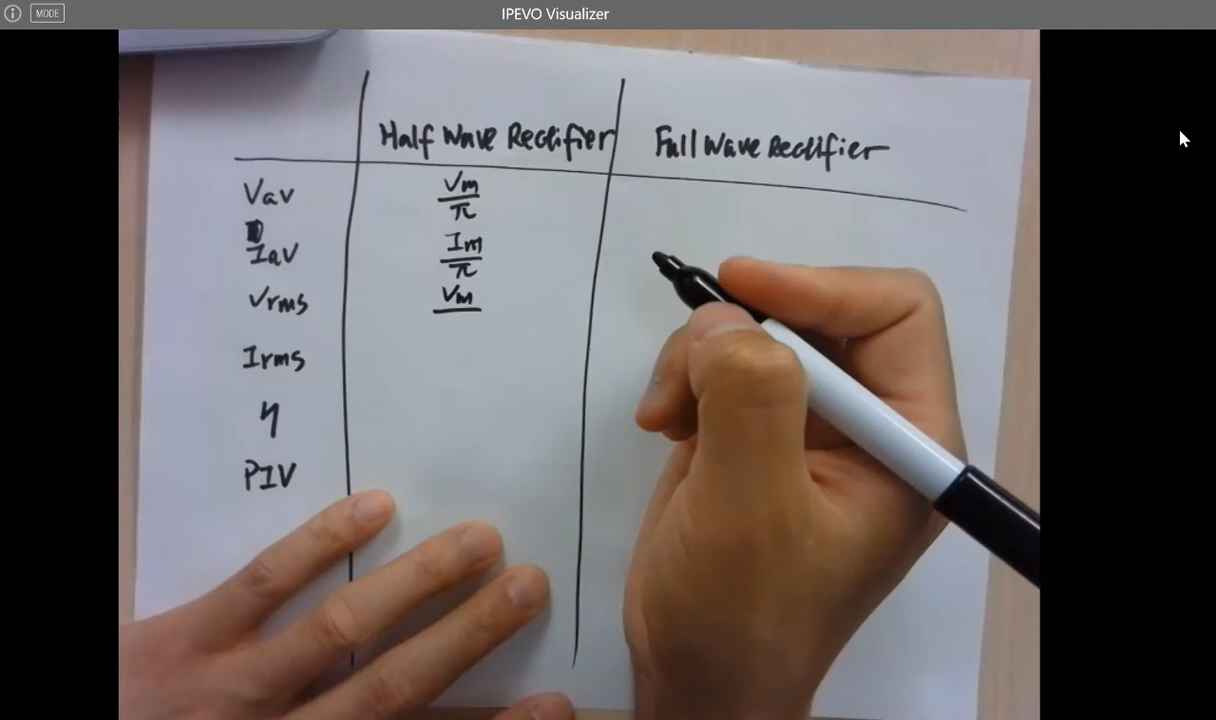 MODE
IPEVO Visualizer
Half Wave Rectifier
Full Wave Rectifier
Vav
Vm
π
Iav
Im
π
Vrms
Vm
Irms
η
PIV